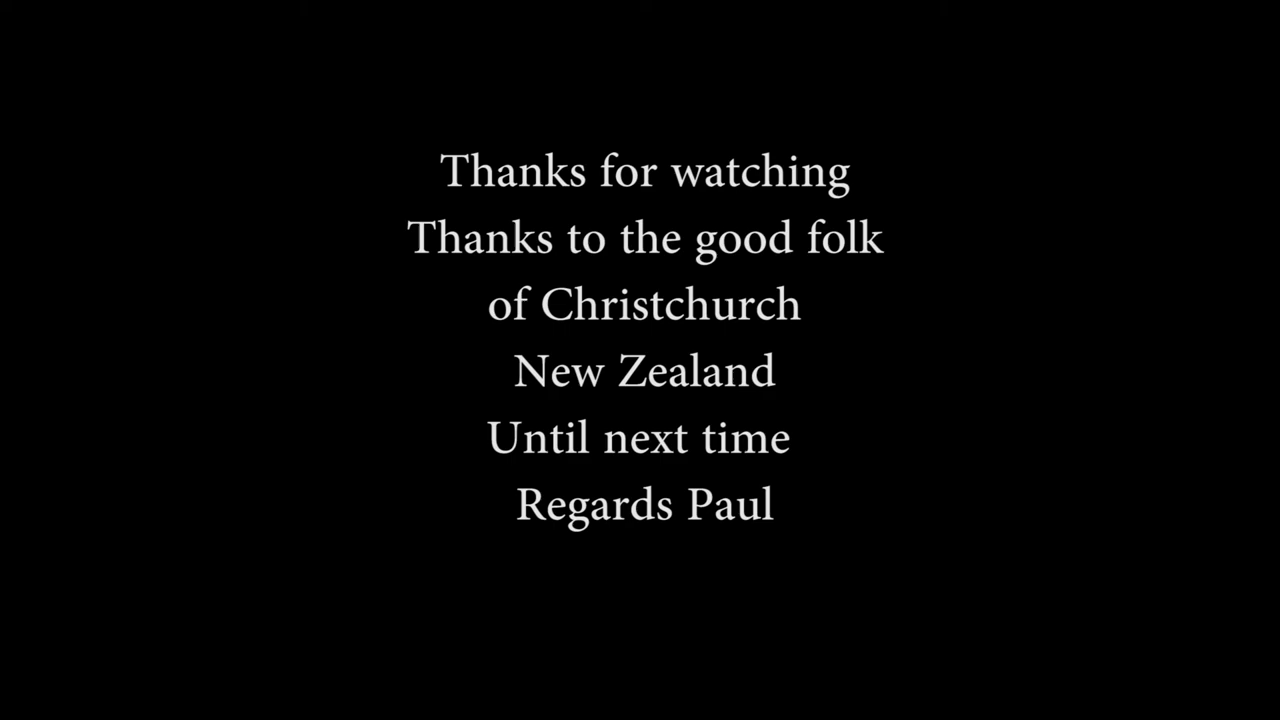 Thanks for watching
Thanks to the good folk
of Christchurch
New Zealand
Until next time
Regards Paul